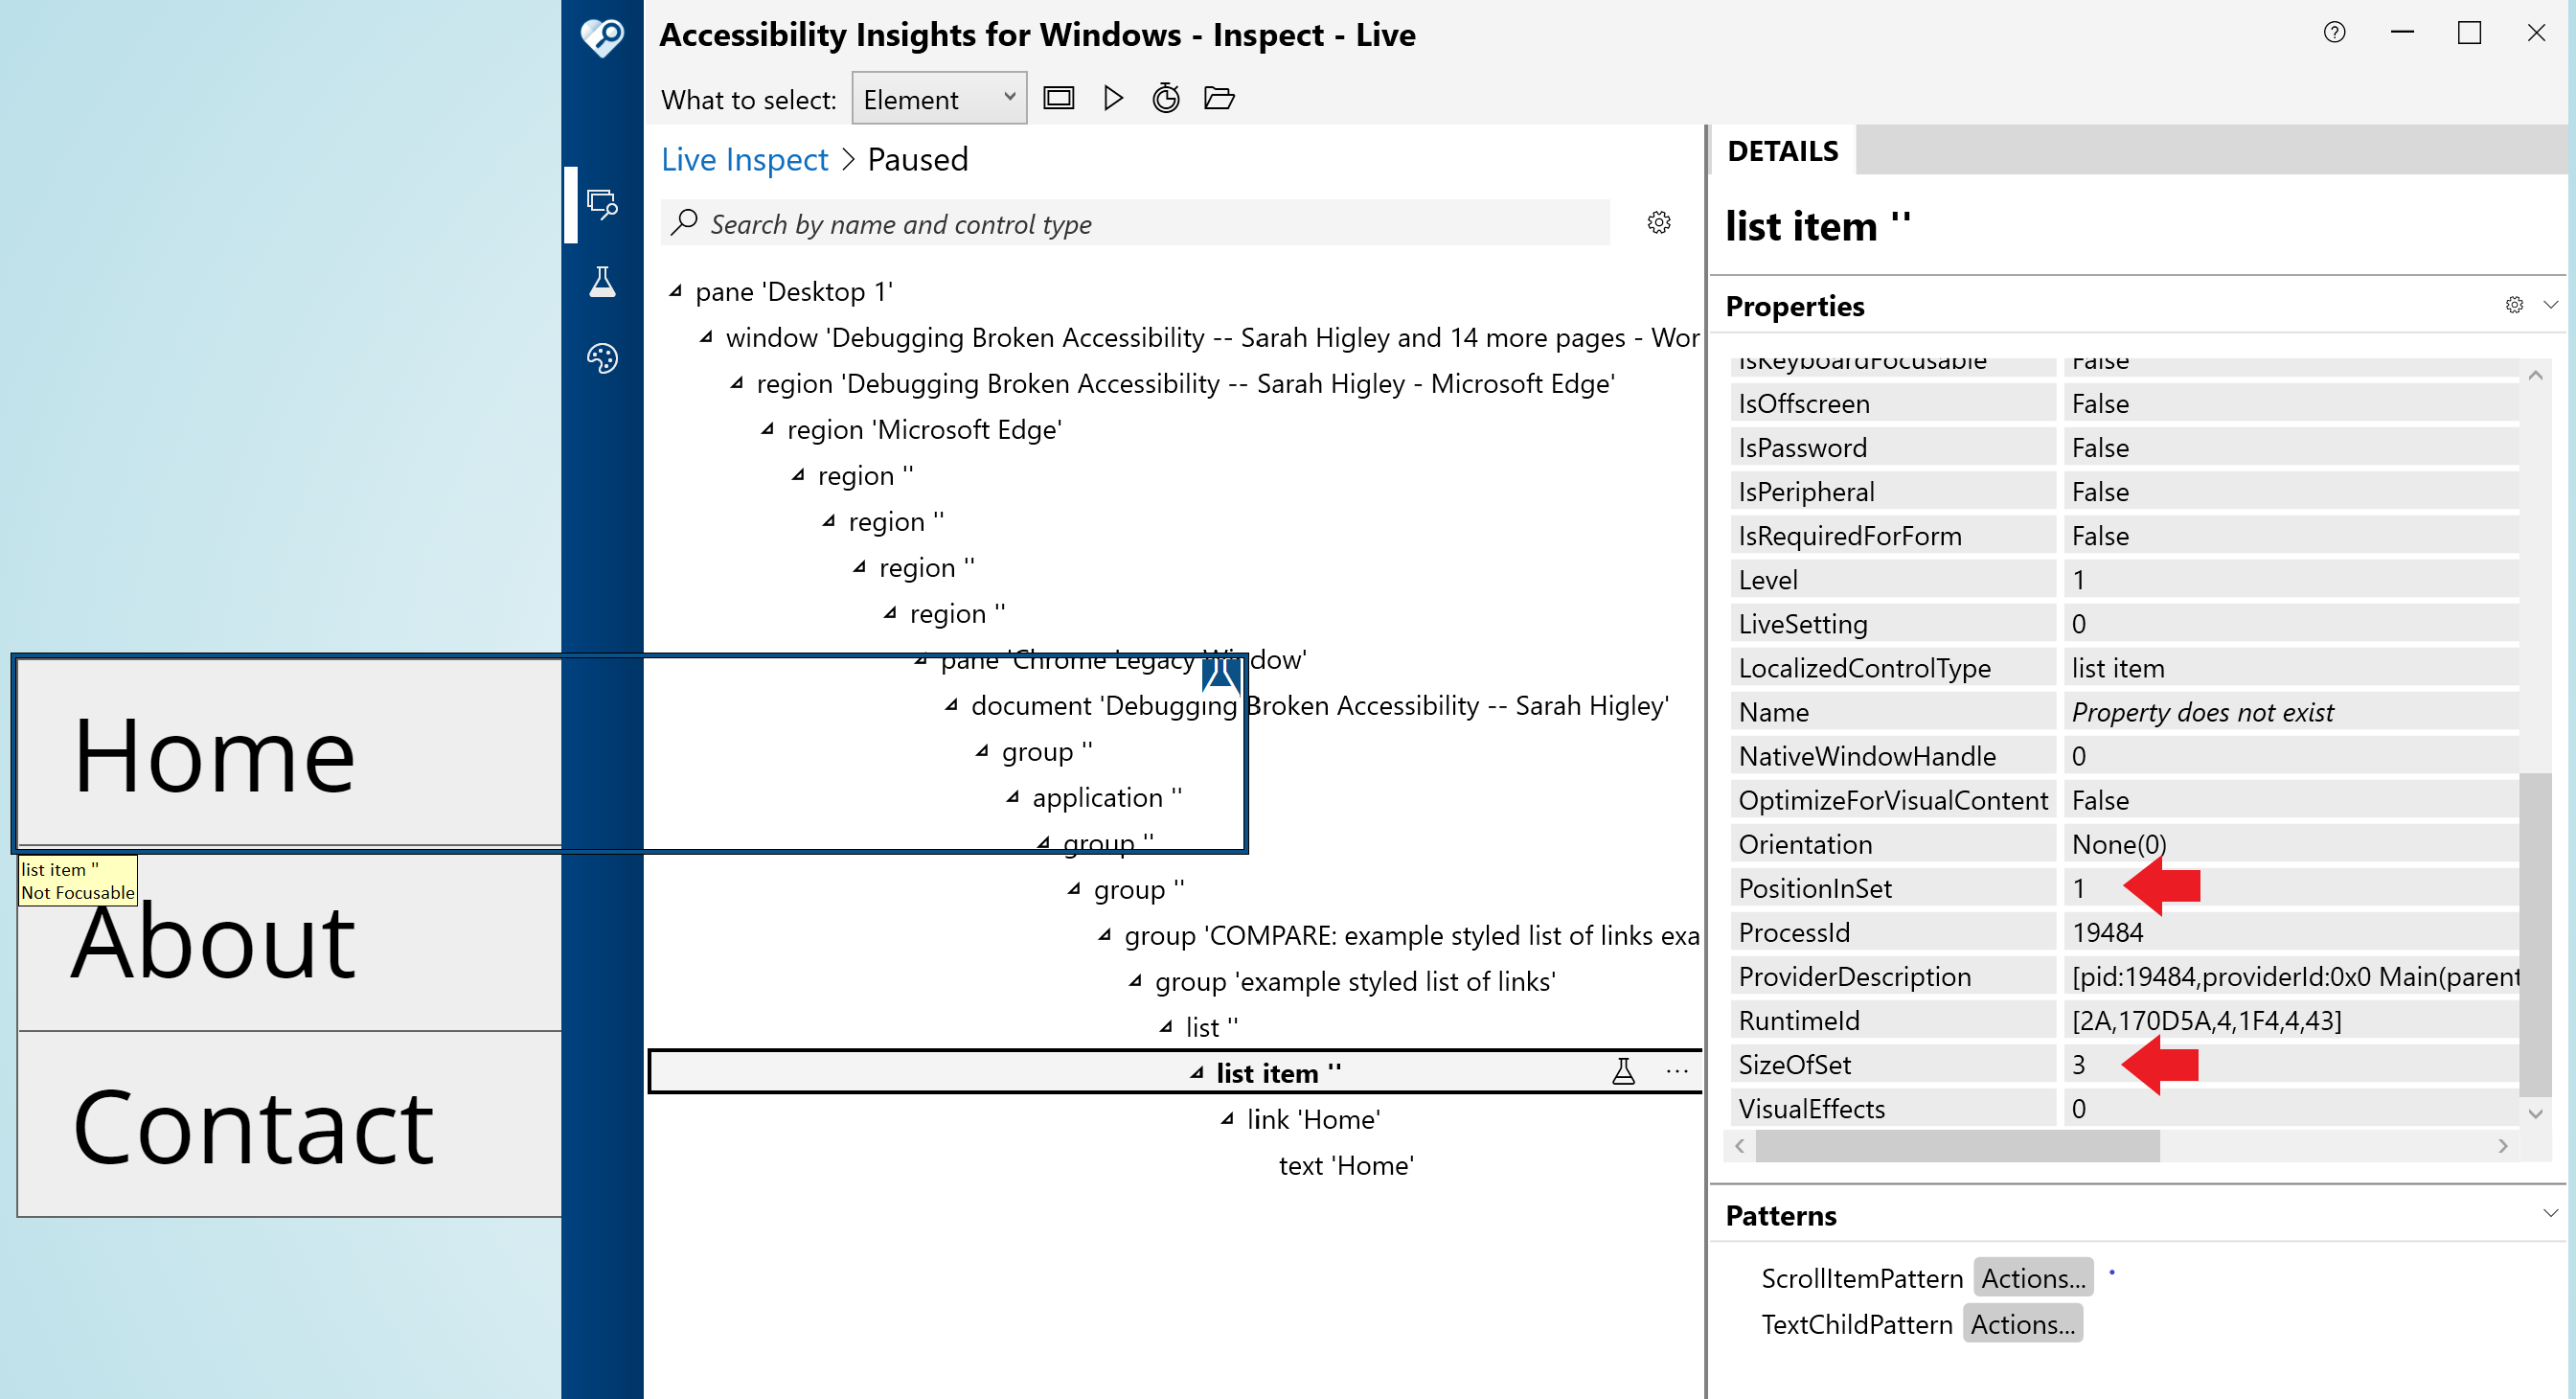 Accessibility Insights for Windows - Inspect - Live
What to select: Element
Live Inspect > Paused
Search by name and control type
pane 'Desktop 1'
window 'Debugging Broken Accessibility -- Sarah Higley and 14 more pages - Wor
region 'Debugging Broken Accessibility -- Sarah Higley - Microsoft Edge'
region 'Microsoft Edge'
region ''
region ''
region ''
region ''
pane 'Chrome Legacy Window'
document 'Debugging Broken Accessibility -- Sarah Higley'
group ''
application ''
group ''
group ''
group 'COMPARE: example styled list of links exa
group 'example styled list of links'
list ''
list item ''
link 'Home'
text 'Home'
Home
list item ''
Not Focusable
About
Contact
DETAILS
list item ''
Properties
IsKeyboardFocusable False
IsOffscreen False
IsPassword False
IsPeripheral False
IsRequiredForForm False
Level 1
LiveSetting 0
LocalizedControlType list item
Name Property does not exist
NativeWindowHandle 0
OptimizeForVisualContent False
Orientation None(0)
PositionInSet 1
ProcessId 19484
ProviderDescription [pid:19484,providerId:0x0 Main(parent
RuntimeId [2A,170D5A,4,1F4,4,43]
SizeOfSet 3
VisualEffects 0
Patterns
ScrollItemPattern Actions...
TextChildPattern Actions...